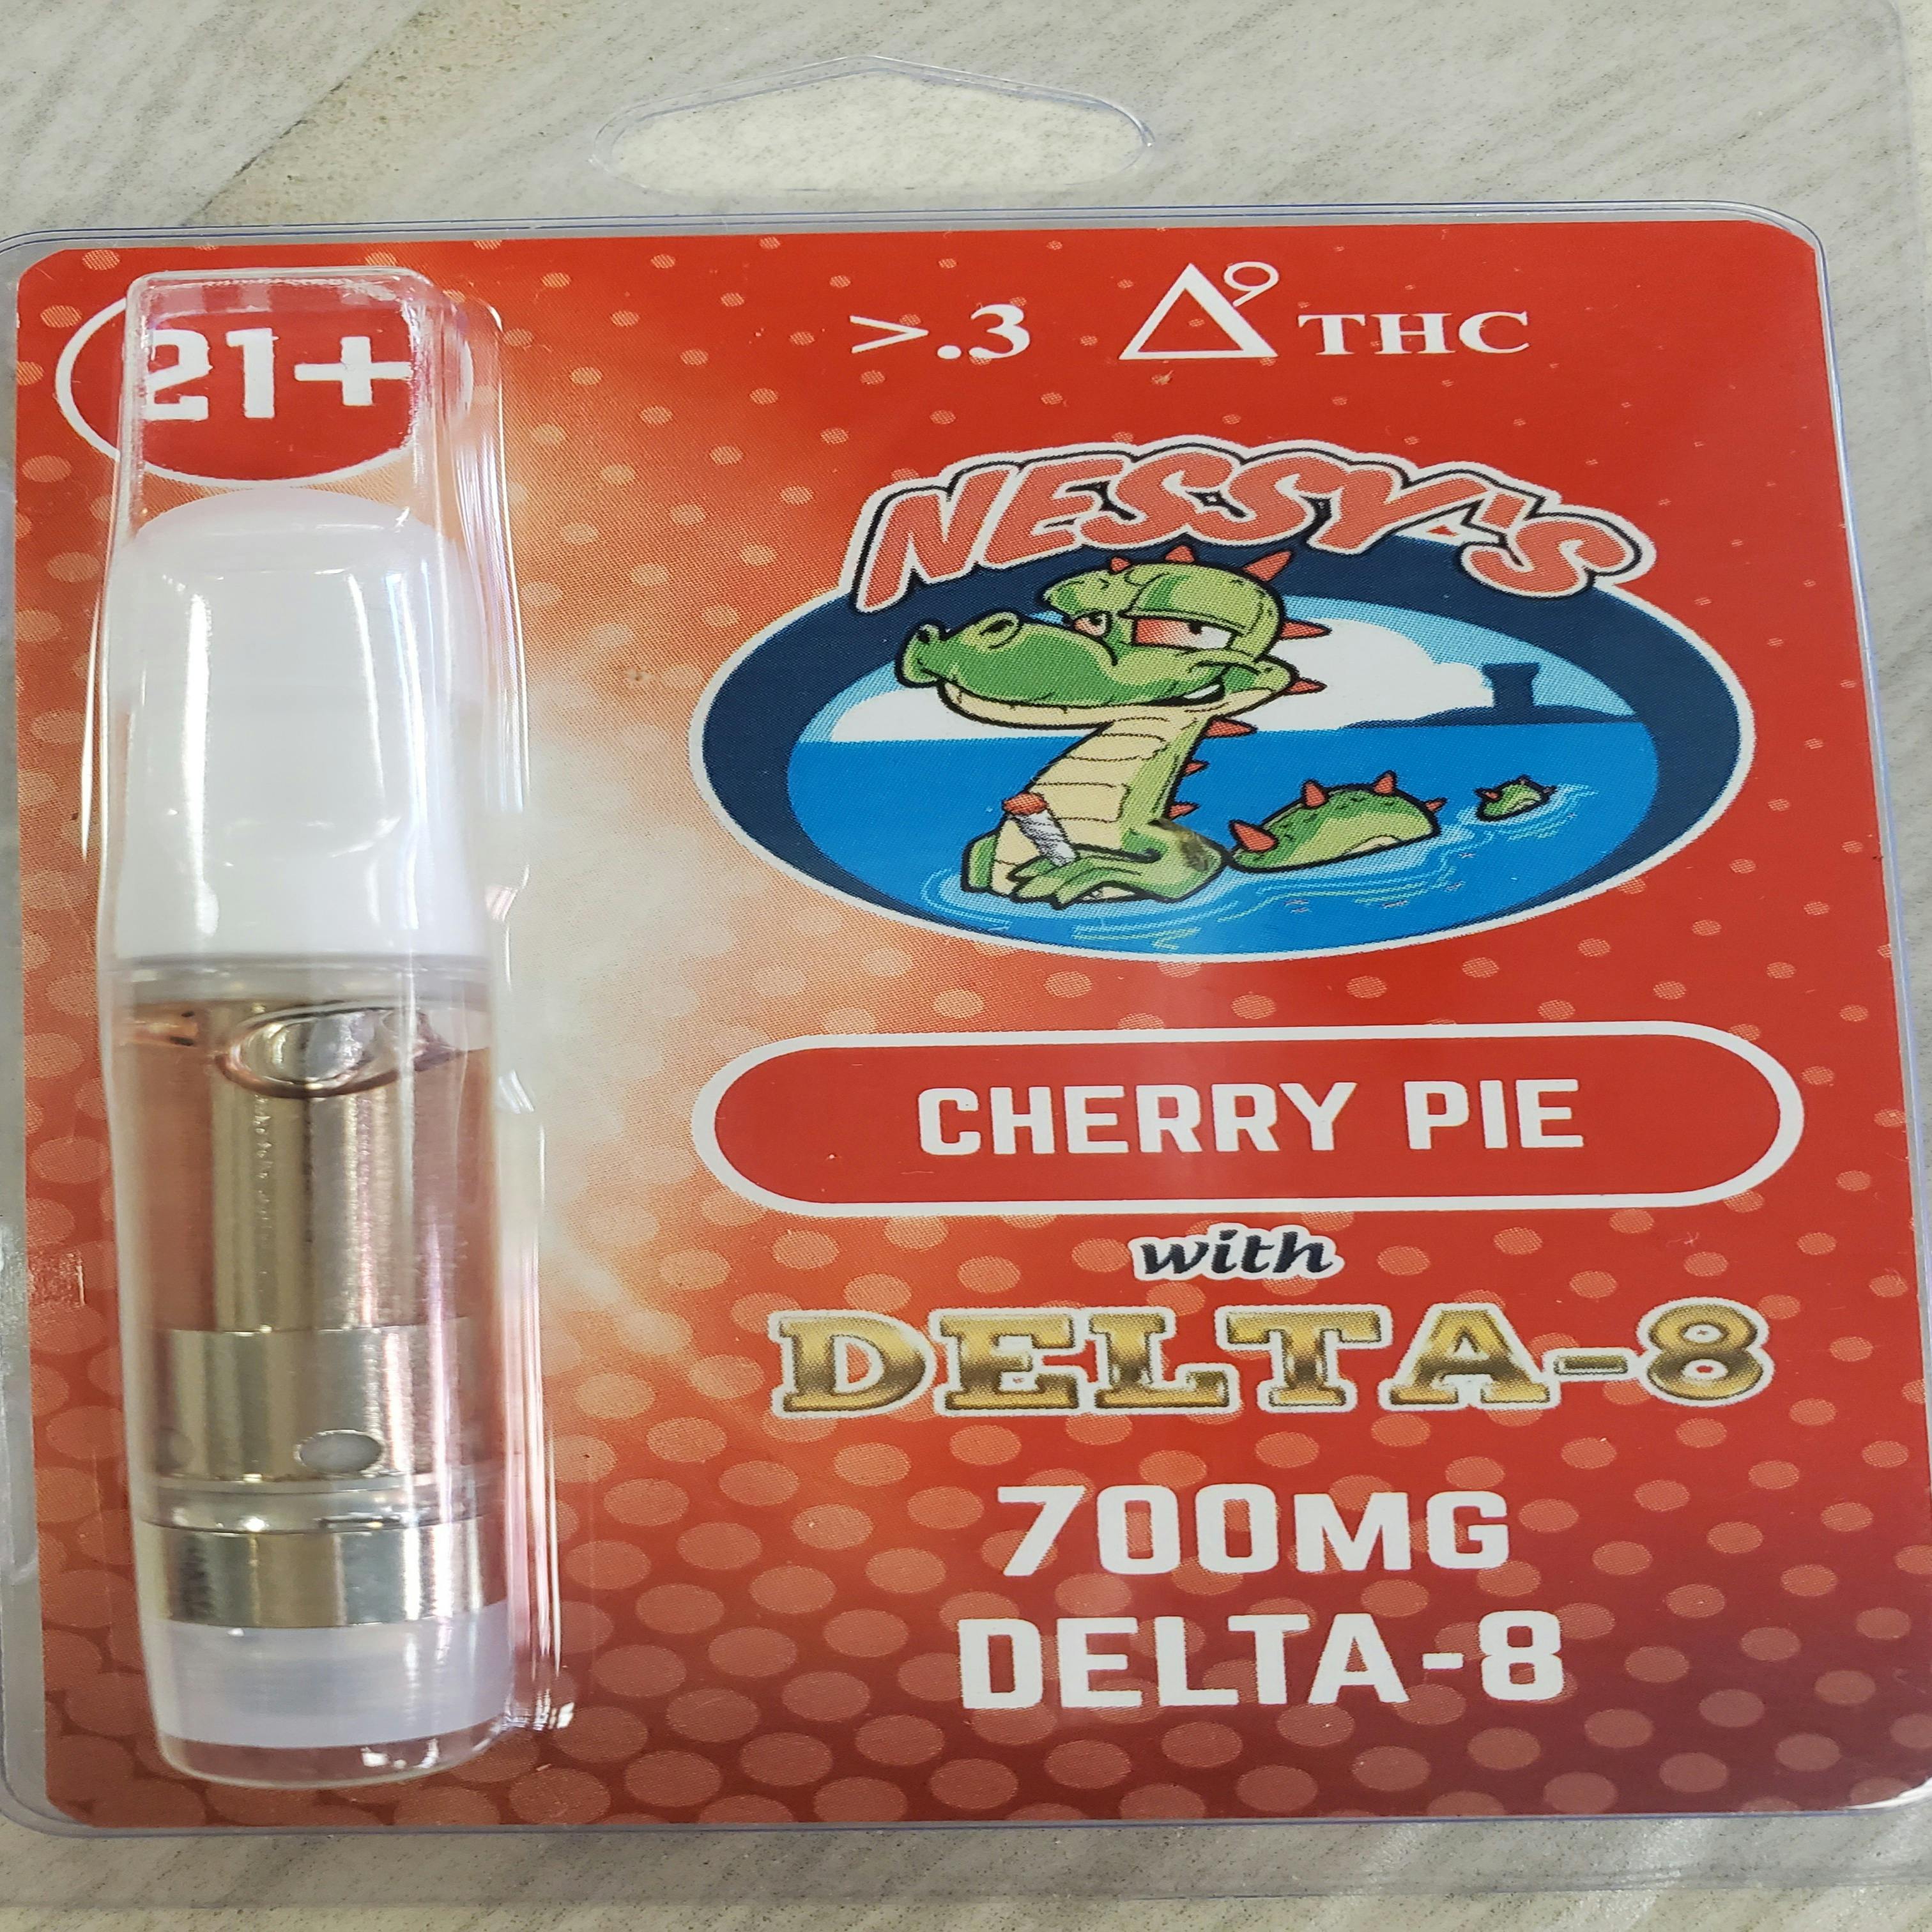 21+
>.3 Δ9 THC
NESSY'S
CHERRY PIE
with
DELTA-8
700MG
DELTA-8